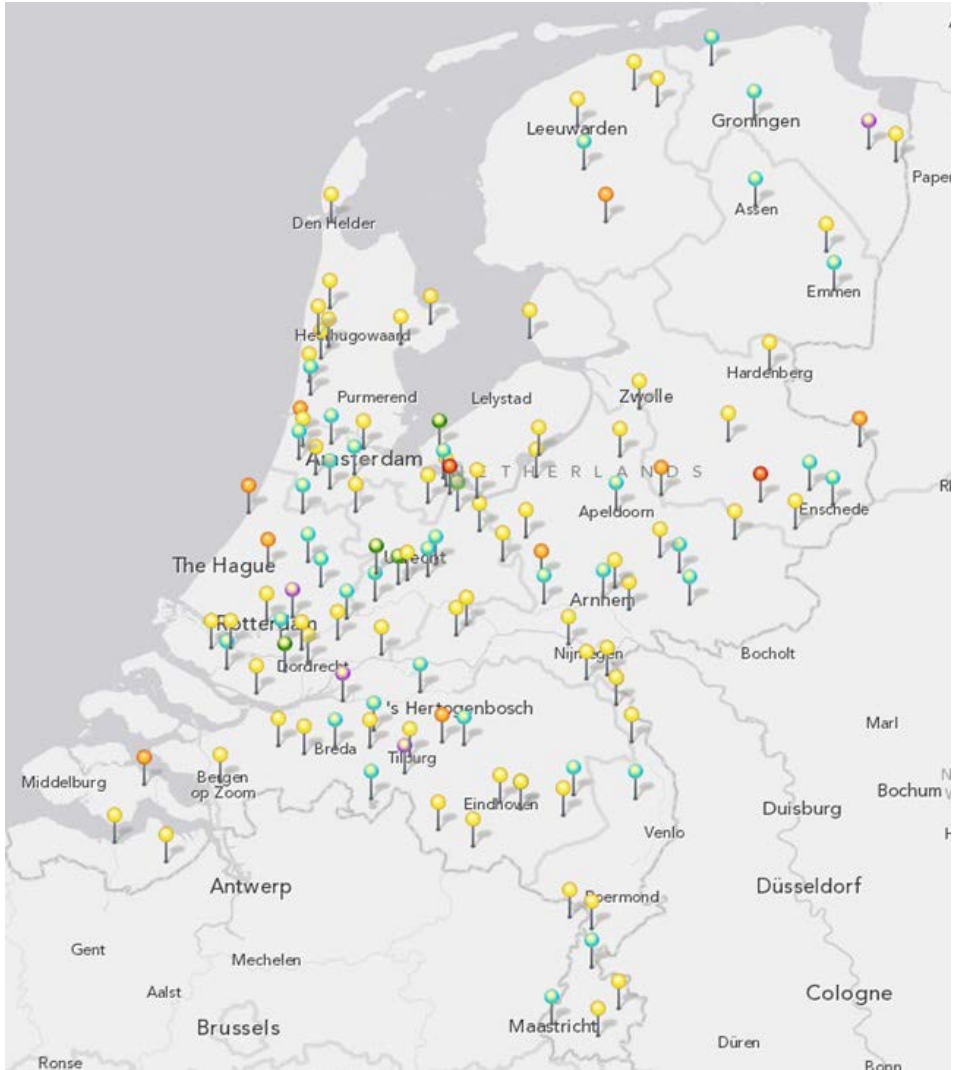 Leeuwarden
Groningen
Paper
Assen
Den Helder
Emmen
Heerhugowaard
Hardenberg
Purmerend
Lelystad
Zwolle
Amsterdam
NETHERLANDS
Apeldoorn
Enschede
The Hague
Utrecht
Arnhem
Rotterdam
Dordrecht
Nijmegen
Bocholt
's Hertogenbosch
Marl
Breda
Tilburg
Middelburg
Bergen
op Zoom
Eindhoven
Duisburg
Bochum
Venlo
Antwerp
Roermond
Düsseldorf
Gent
Mechelen
Aalst
Cologne
Brussels
Maastricht
Düren
Ronse
Bonn